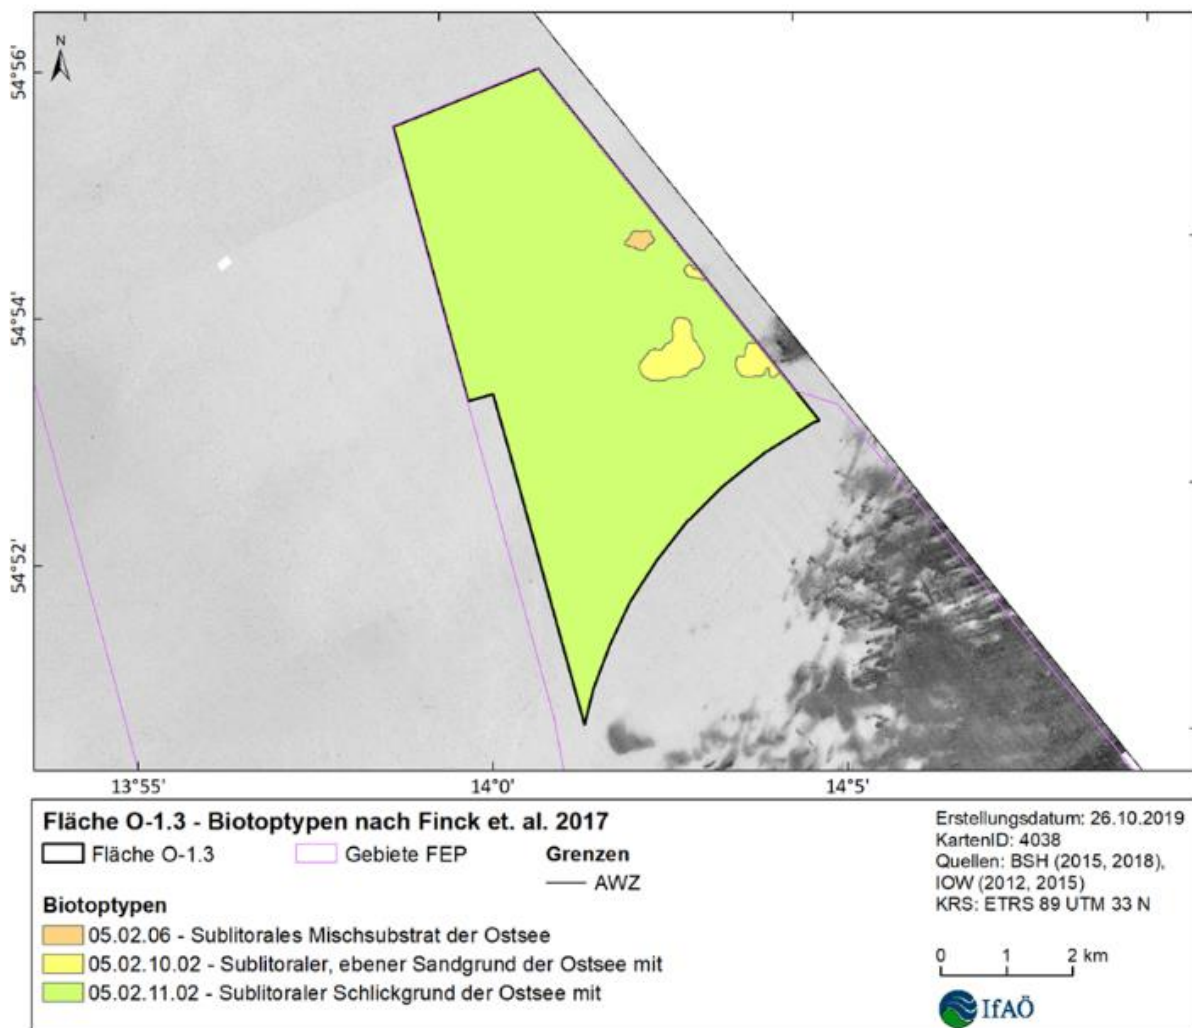 N
54°56'
54°54'
54°52'
13°55' 14°0' 14°5'
Fläche O-1.3 - Biotoptypen nach Finck et. al. 2017
Fläche O-1.3
Gebiete FEP
Grenzen
AWZ
Biotoptypen
05.02.06 - Sublitorales Mischsubstrat der Ostsee
05.02.10.02 - Sublitoraler, ebener Sandgrund der Ostsee mit
05.02.11.02 - Sublitoraler Schlickgrund der Ostsee mit
Erstellungsdatum: 26.10.2019
KartenID: 4038
Quellen: BSH (2015, 2018),
IOW (2012, 2015)
KRS: ETRS 89 UTM 33 N
0 1 2 km
IfAÖ